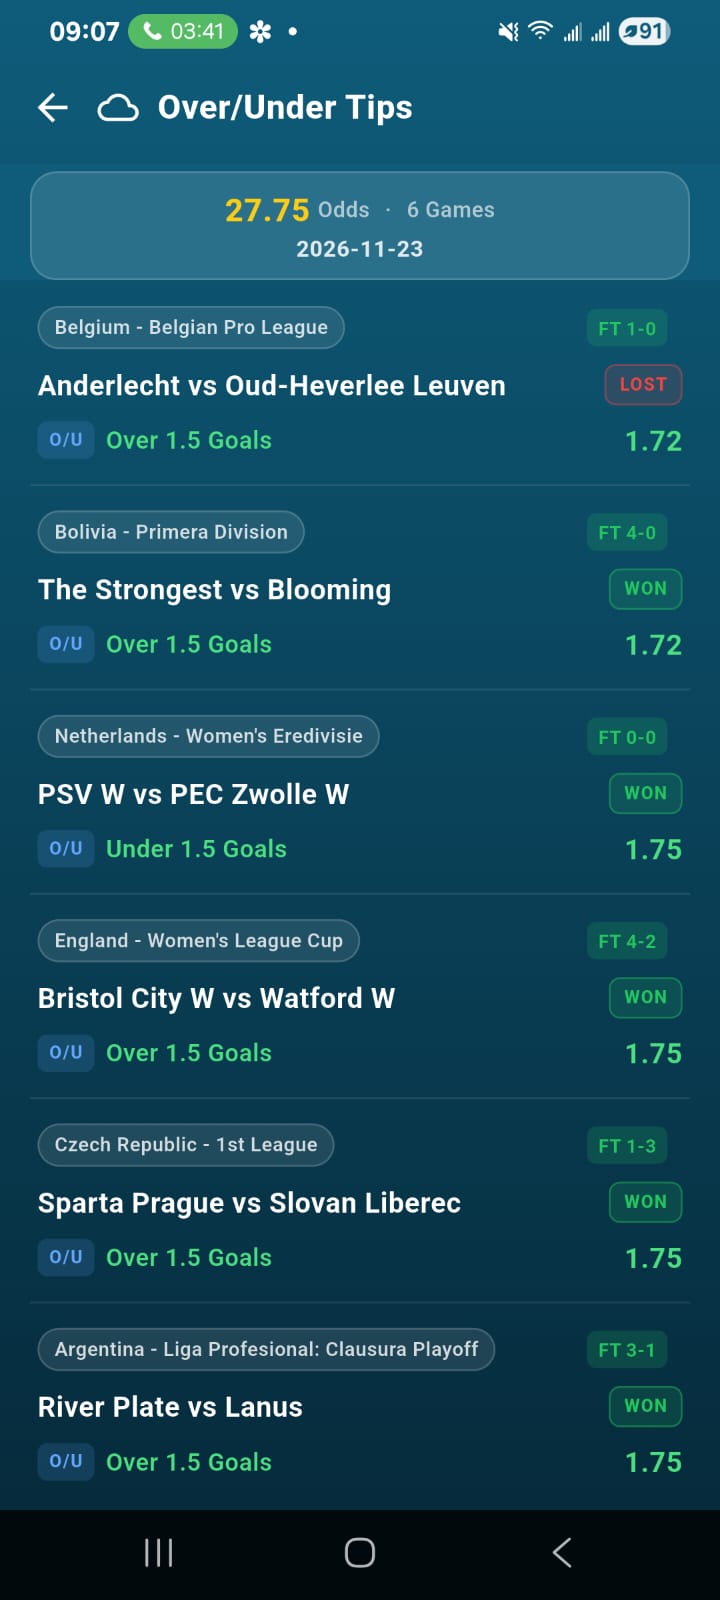 09:07 03:41 91
Over/Under Tips
27.75 Odds · 6 Games
2026-11-23
Belgium - Belgian Pro League FT 1-0
Anderlecht vs Oud-Heverlee Leuven LOST
O/U Over 1.5 Goals 1.72
Bolivia - Primera Division FT 4-0
The Strongest vs Blooming WON
O/U Over 1.5 Goals 1.72
Netherlands - Women's Eredivisie FT 0-0
PSV W vs PEC Zwolle W WON
O/U Under 1.5 Goals 1.75
England - Women's League Cup FT 4-2
Bristol City W vs Watford W WON
O/U Over 1.5 Goals 1.75
Czech Republic - 1st League FT 1-3
Sparta Prague vs Slovan Liberec WON
O/U Over 1.5 Goals 1.75
Argentina - Liga Profesional: Clausura Playoff FT 3-1
River Plate vs Lanus WON
O/U Over 1.5 Goals 1.75